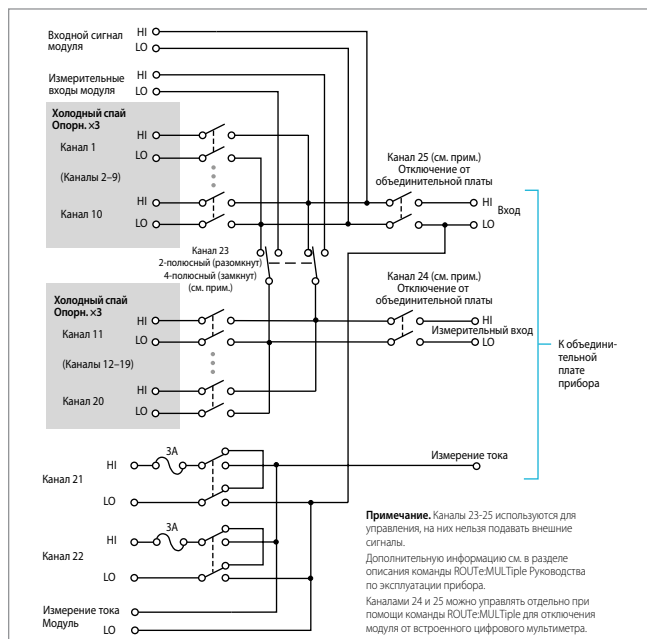 Входной сигнал
модуля
HI
LO
Измерительные
входы модуля
HI
LO
Холодный спай
Опорн. ×3
HI
Канал 1
LO
(Каналы 2–9)
HI
Канал 10
LO
Канал 25 (см. прим.)
Отключение от
объединительной платы
HI
Вход
LO
Канал 23
2-полюсный (разомкнут)
4-полюсный (замкнут)
(см. прим.)
Канал 24 (см. прим.)
Отключение от
объединительной платы
HI
Измерительный вход
LO
Холодный спай
Опорн. ×3
HI
Канал 11
LO
(Каналы 12–19)
HI
Канал 20
LO
К объедини-
тельной
плате
прибора
Измерение тока
3A
HI
Канал 21
LO
3A
HI
Канал 22
LO
Измерение тока
Модуль
HI
LO
Примечание. Каналы 23-25 используются для
управления, на них нельзя подавать внешние
сигналы.
Дополнительную информацию см. в разделе
описания команды ROUTe:MULTiple Руководства
по эксплуатации прибора.
Каналами 24 и 25 можно управлять отдельно при
помощи команды ROUTe:MULTiple для отключения
модуля от встроенного цифрового мультиметра.